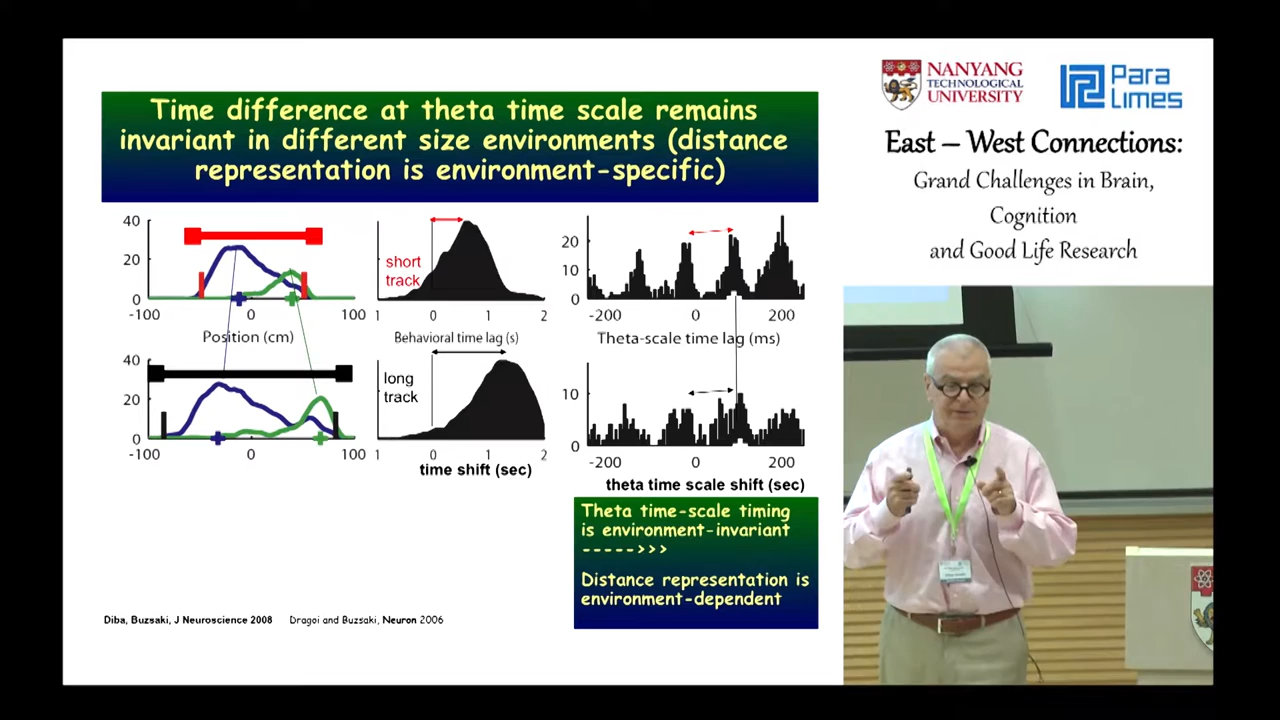 Time difference at theta time scale remains
invariant in different size environments (distance
representation is environment-specific)
NANYANG
TECHNOLOGICAL
UNIVERSITY
Para
Limes
East – West Connections:
Grand Challenges in Brain,
Cognition
and Good Life Research
40
20
0
-100 0 100
Position (cm)
short
track
1 0 1 2
Behavioral time lag (s)
20
10
0
-200 0 200
Theta-scale time lag (ms)
40
20
0
-100 0 100
long
track
1 0 1 2
time shift (sec)
10
0
-200 0 200
theta time scale shift (sec)
Theta time-scale timing
is environment-invariant
----->>>
Distance representation is
environment-dependent
Diba, Buzsaki, J Neuroscience 2008 Dragoi and Buzsaki, Neuron 2006